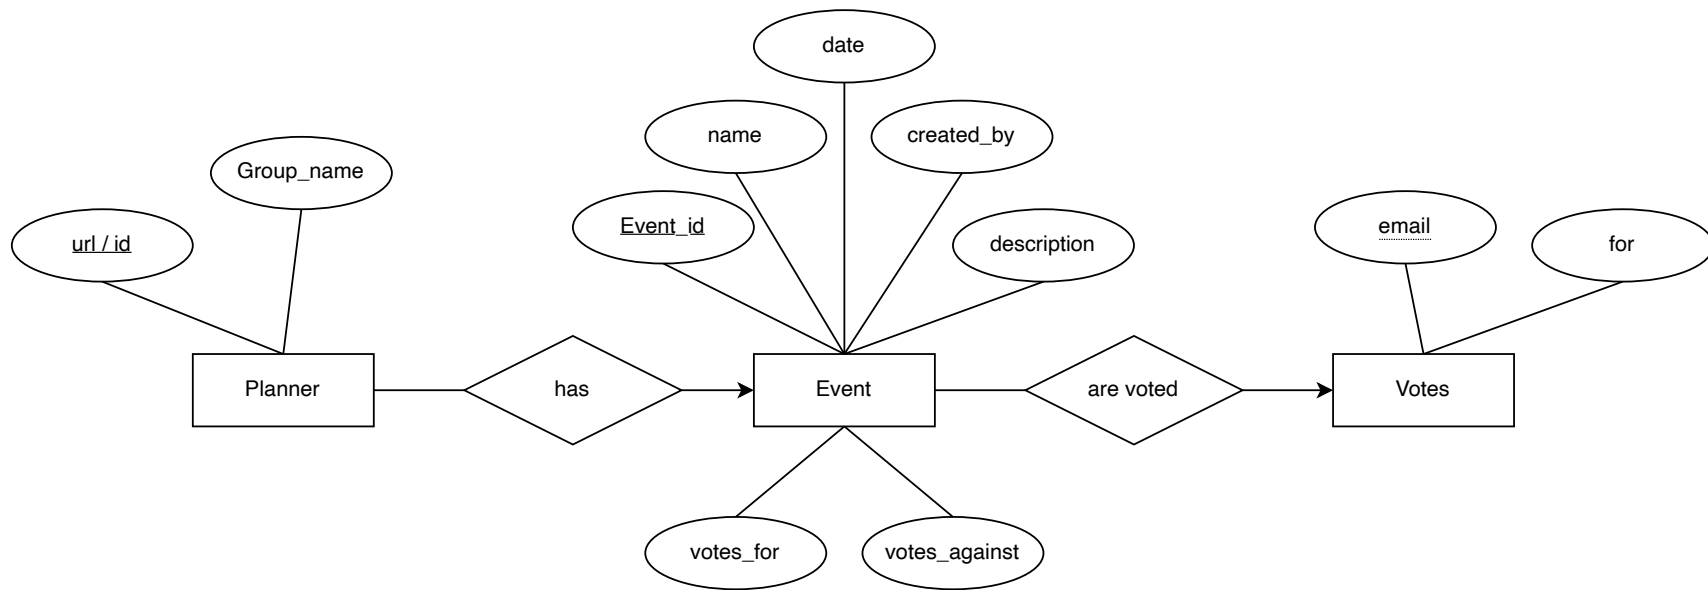 date
name
created_by
Group_name
Event_id
email
url / id
description
for
Planner
has
Event
are voted
Votes
votes_for
votes_against